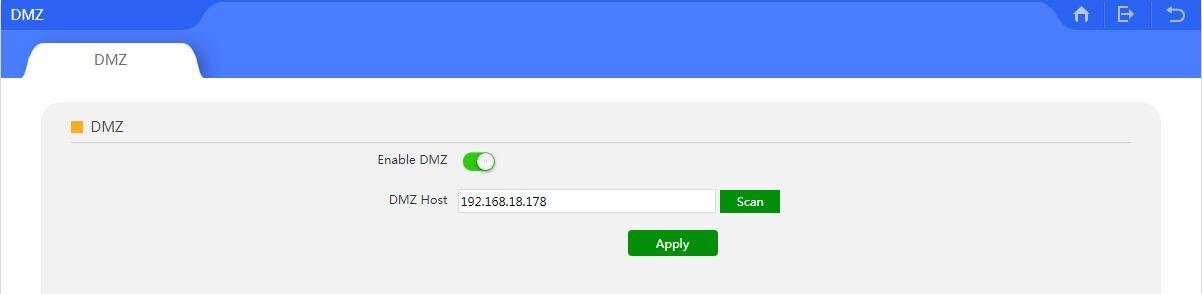 DMZ
DMZ
DMZ
Enable DMZ
DMZ Host 192.168.18.178 Scan
Apply